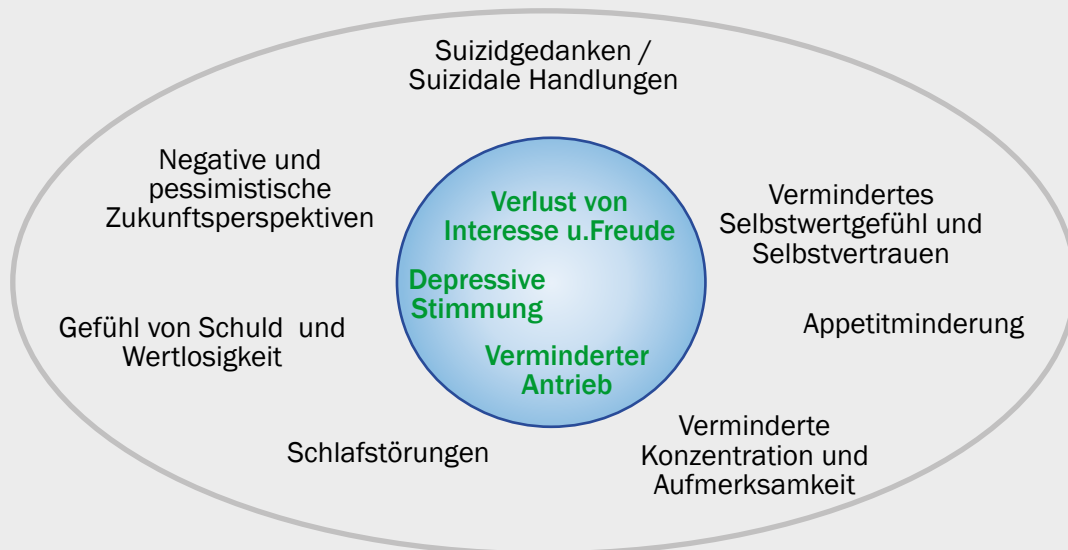 Suizidgedanken /
Suizidale Handlungen
Negative und
pessimistische
Zukunftsperspektiven
Verlust von
Interesse u.Freude
Vermindertes
Selbstwertgefühl und
Selbstvertrauen
Depressive
Stimmung
Gefühl von Schuld und
Wertlosigkeit
Appetitminderung
Verminderter
Antrieb
Schlafstörungen
Verminderte
Konzentration und
Aufmerksamkeit